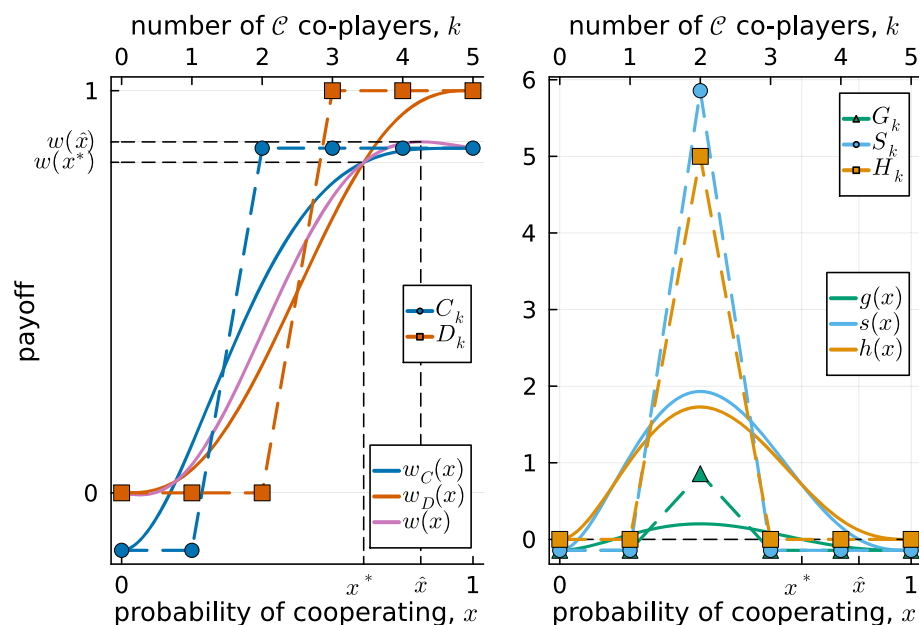 number of 𝒞 co-players, k
0 1 2 3 4 5
1
w(x̂)
w(x*)
0
payoff
C_k
D_k
w_C(x)
w_D(x)
w(x)
0 x* x̂ 1
probability of cooperating, x
number of 𝒞 co-players, k
0 1 2 3 4 5
6
5
4
3
2
1
0
G_k
S_k
H_k
g(x)
s(x)
h(x)
0 x* x̂ 1
probability of cooperating, x